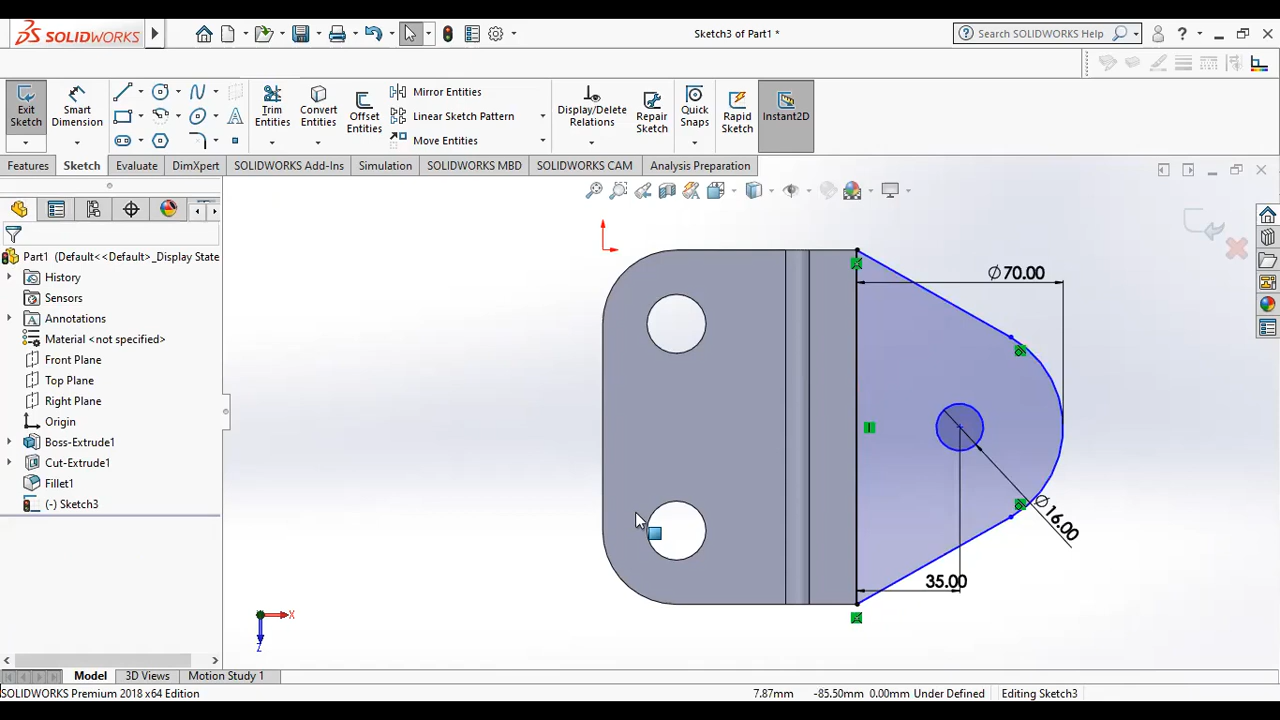 SOLIDWORKS
Sketch3 of Part1 *
Search SOLIDWORKS Help
Exit Sketch
Smart Dimension
Trim Entities
Convert Entities
Offset Entities
Mirror Entities
Linear Sketch Pattern
Move Entities
Display/Delete Relations
Repair Sketch
Quick Snaps
Rapid Sketch
Instant2D
Features Sketch Evaluate DimXpert SOLIDWORKS Add-Ins Simulation SOLIDWORKS MBD SOLIDWORKS CAM Analysis Preparation
Part1 (Default<<Default>_Display State
History
Sensores
Annotations
Material <not specified>
Front Plane
Top Plane
Right Plane
Origin
Boss-Extrude1
Cut-Extrude1
Fillet1
(-) Sketch3
∅70.00
∅16.00
35.00
X
Z
Model 3D Views Motion Study 1
SOLIDWORKS Premium 2018 x64 Edition
7.87mm -85.50mm 0.00mm Under Defined Editing Sketch3